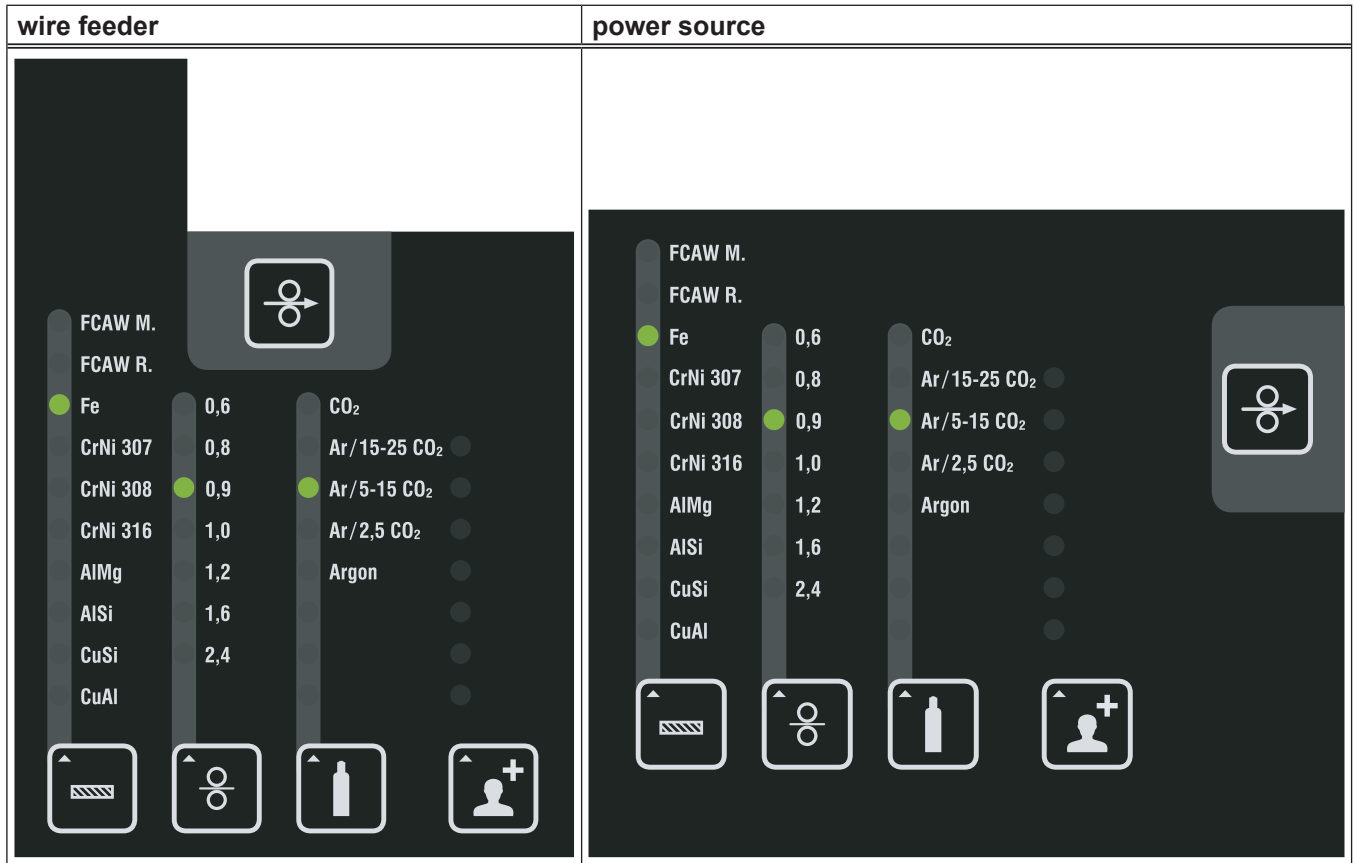 wire feeder
power source
FCAW M.
FCAW R.
Fe
CrNi 307
CrNi 308
CrNi 316
AlMg
AlSi
CuSi
CuAl
0,6
0,8
0,9
1,0
1,2
1,6
2,4
CO₂
Ar/15-25 CO₂
Ar/5-15 CO₂
Ar/2,5 CO₂
Argon
FCAW M.
FCAW R.
Fe
CrNi 307
CrNi 308
CrNi 316
AlMg
AlSi
CuSi
CuAl
0,6
0,8
0,9
1,0
1,2
1,6
2,4
CO₂
Ar/15-25 CO₂
Ar/5-15 CO₂
Ar/2,5 CO₂
Argon